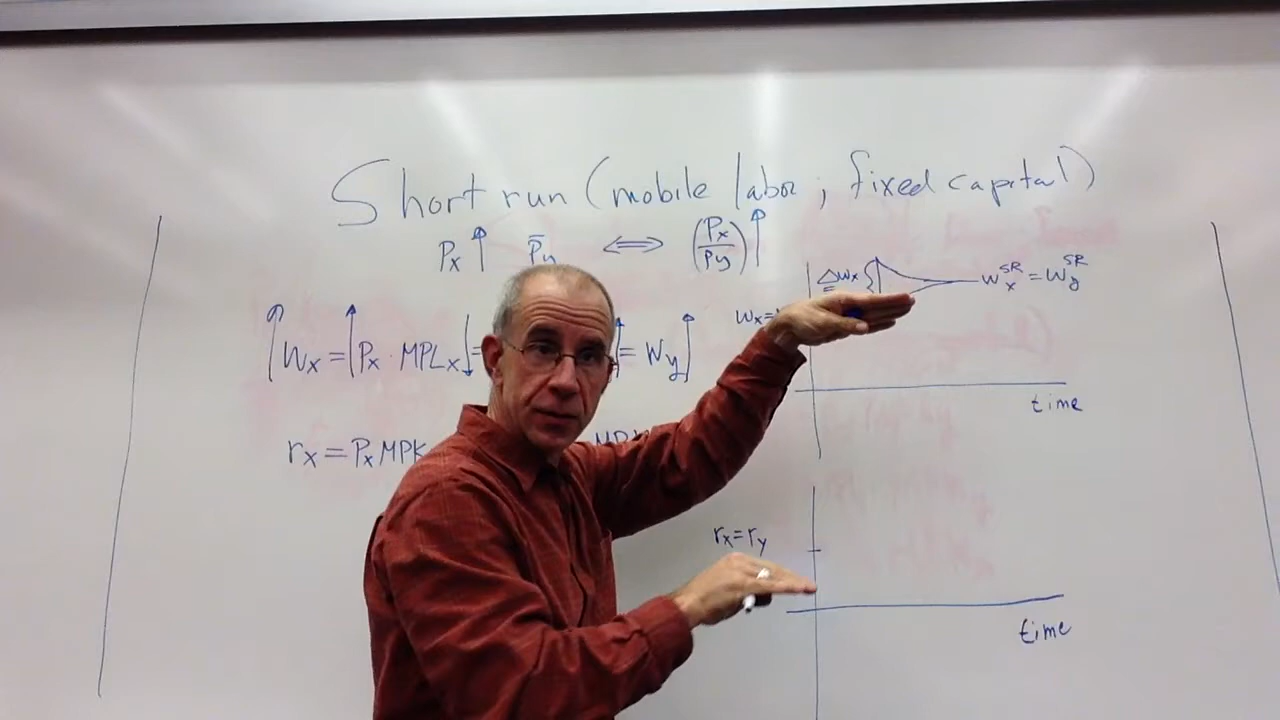 Short run (mobile labor ; fixed capital)
Px ↑ P̄y ⟺ (Px/Py) ↑
↑ Wx = ↑ Px · MPLx ↓ = ↑ = Wy ↑
rx = Px MPK
ΔWx { Wx^SR = Wy^SR
Wx =
time
rx = ry
time